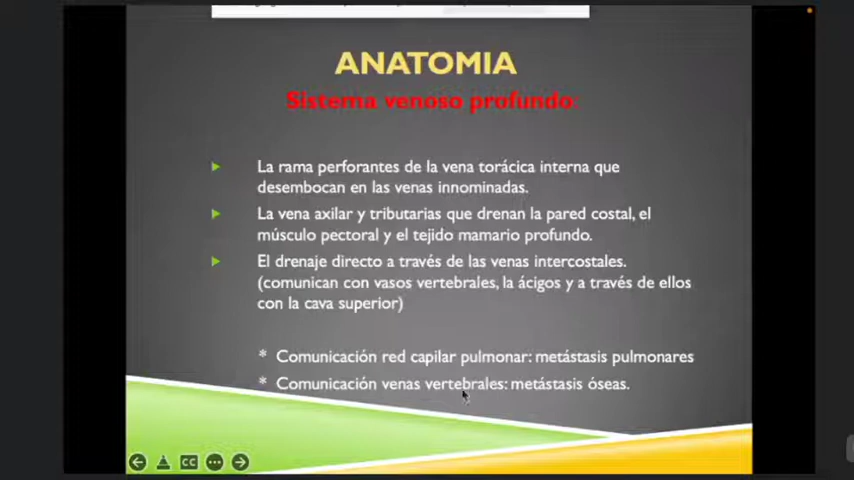 ANATOMIA
Sistema venoso profundo:
La rama perforantes de la vena torácica interna que
desembocan en las venas innominadas.
La vena axilar y tributarias que drenan la pared costal, el
músculo pectoral y el tejido mamario profundo.
El drenaje directo a través de las venas intercostales.
(comunican con vasos vertebrales, la ácigos y a través de ellos
con la cava superior)
* Comunicación red capilar pulmonar: metástasis pulmonares
* Comunicación venas vertebrales: metástasis óseas.
CC